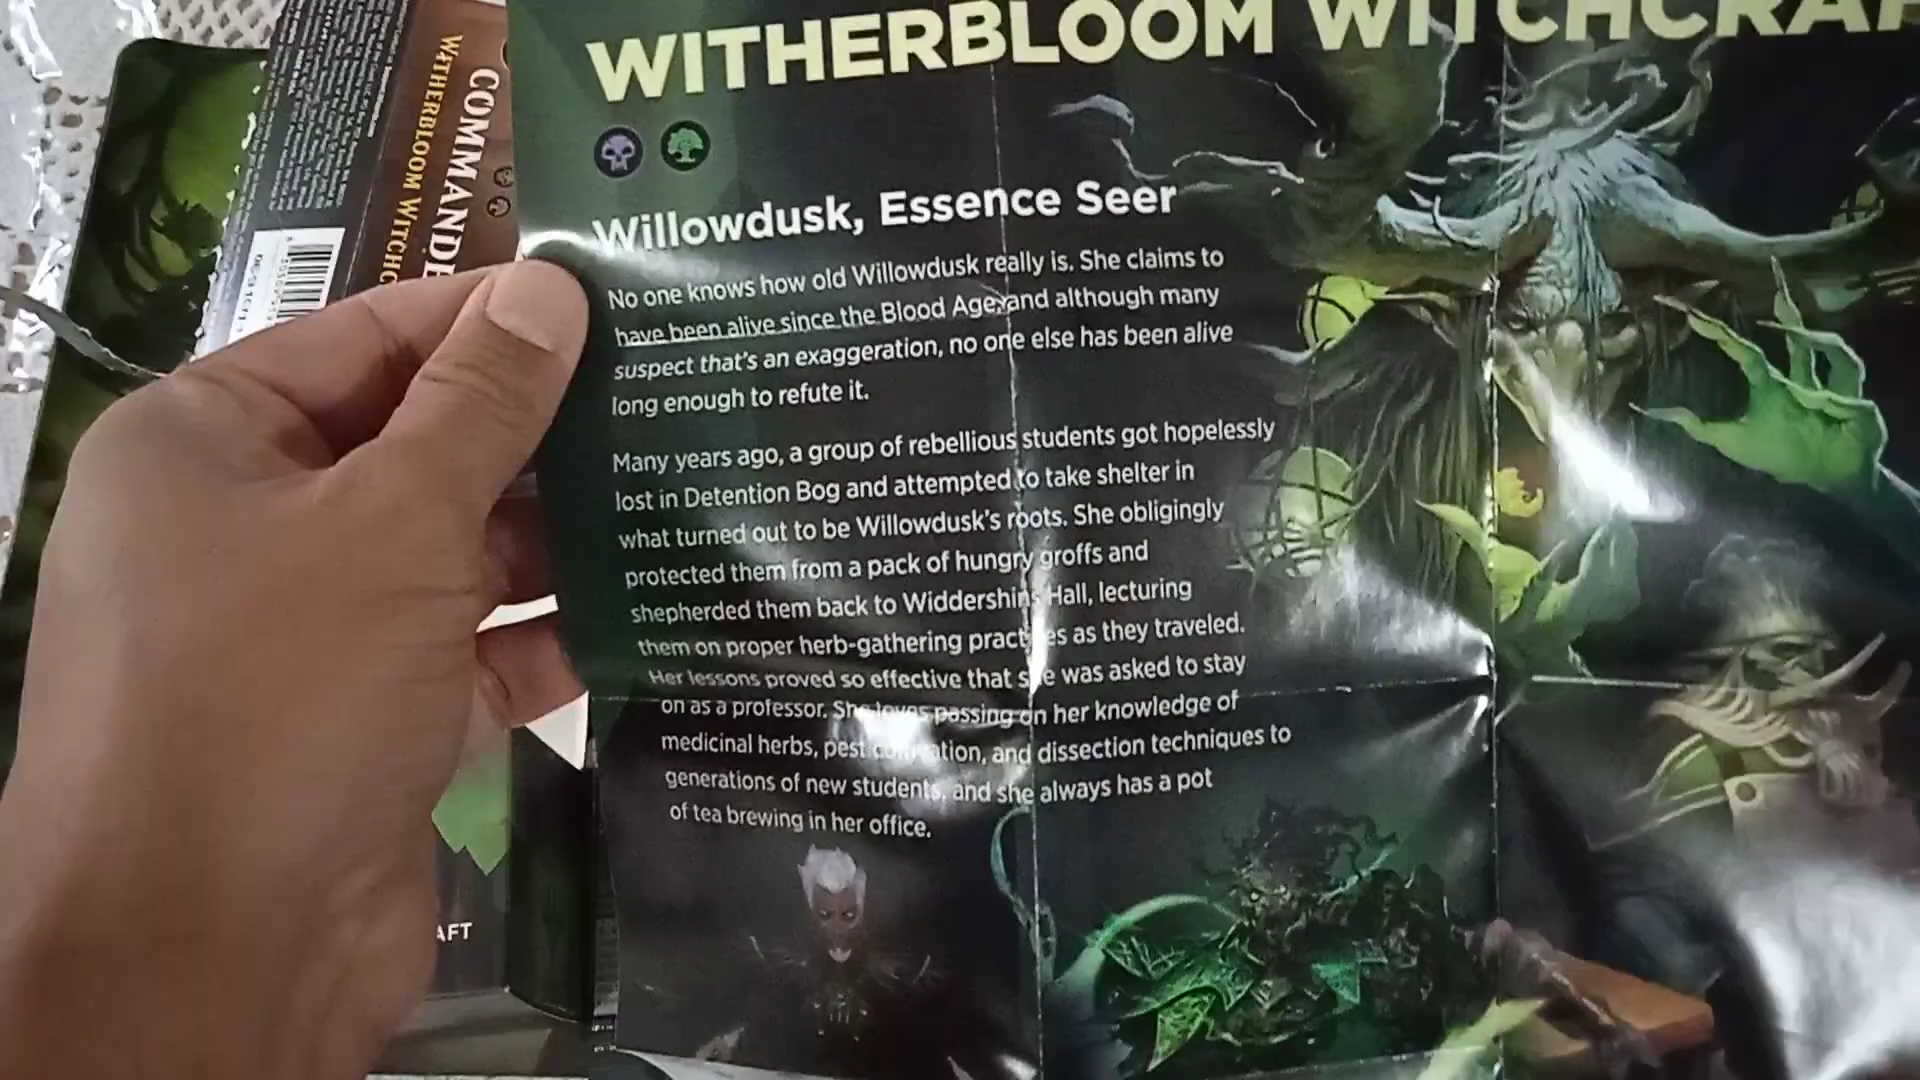 WITHERBLOOM WITCHCRA
Willowdusk, Essence Seer
No one knows how old Willowdusk really is. She claims to
have been alive since the Blood Age, and although many
suspect that's an exaggeration, no one else has been alive
long enough to refute it.
Many years ago, a group of rebellious students got hopelessly
lost in Detention Bog and attempted to take shelter in
what turned out to be Willowdusk's roots. She obligingly
protected them from a pack of hungry groffs and
shepherded them back to Widdershins Hall, lecturing
them on proper herb-gathering practices as they traveled.
Her lessons proved so effective that she was asked to stay
on as a professor. She loves passing on her knowledge of
medicinal herbs, pest and dissection techniques to
generations of new students, and she always has a pot
of tea brewing in her office.
COMMANDE
WITHERBLOOM WITCHC
AFT